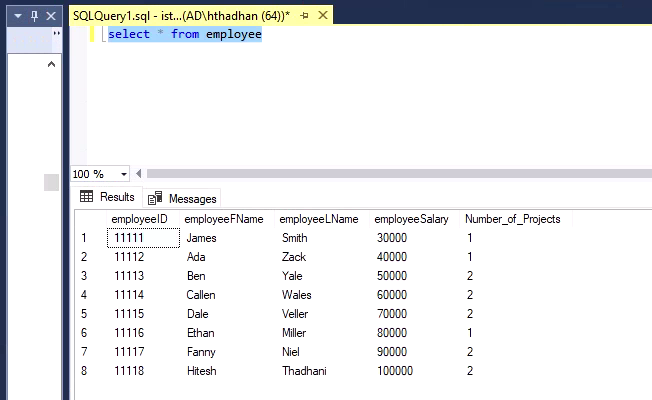 SQLQuery1.sql - ist...(AD\hthadhan (64))*
select * from employee
100 %
Results Messages
employeeID employeeFName employeeLName employeeSalary Number_of_Projects
1 11111 James Smith 30000 1
2 11112 Ada Zack 40000 1
3 11113 Ben Yale 50000 2
4 11114 Callen Wales 60000 2
5 11115 Dale Veller 70000 2
6 11116 Ethan Miller 80000 1
7 11117 Fanny Niel 90000 2
8 11118 Hitesh Thadhani 100000 2